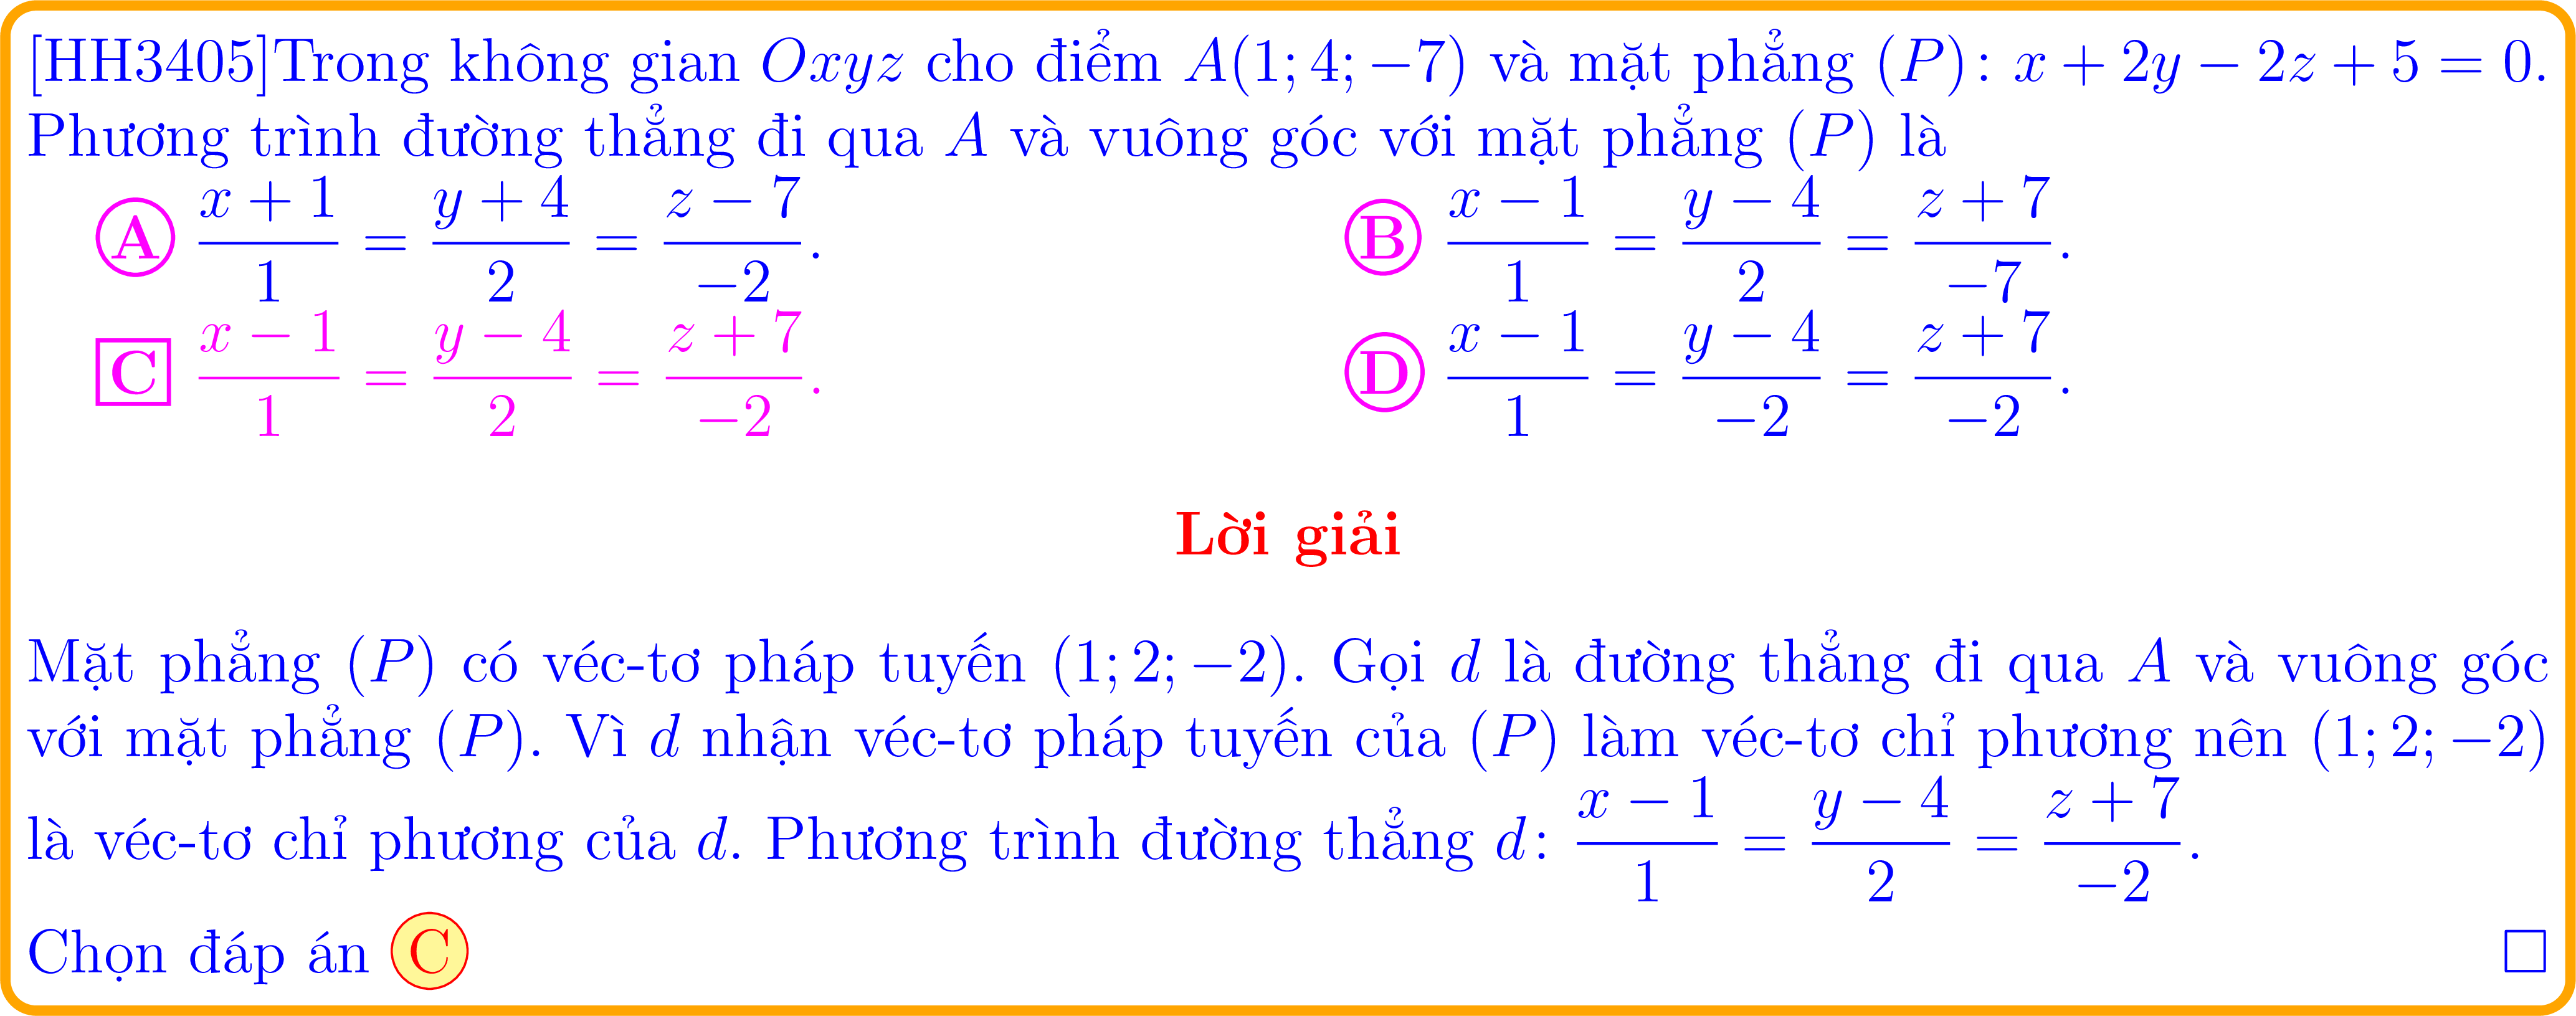 [HH3405]Trong không gian Oxyz cho điểm A(1; 4; −7) và mặt phẳng (P): x + 2y − 2z + 5 = 0.
Phương trình đường thẳng đi qua A và vuông góc với mặt phẳng (P) là
A \frac{x + 1}{1} = \frac{y + 4}{2} = \frac{z − 7}{−2}. B \frac{x − 1}{1} = \frac{y − 4}{2} = \frac{z + 7}{−7}.
C \frac{x − 1}{1} = \frac{y − 4}{2} = \frac{z + 7}{−2}. D \frac{x − 1}{1} = \frac{y − 4}{−2} = \frac{z + 7}{−2}.
Lời giải
Mặt phẳng (P) có véc-tơ pháp tuyến (1; 2; −2). Gọi d là đường thẳng đi qua A và vuông góc
với mặt phẳng (P). Vì d nhận véc-tơ pháp tuyến của (P) làm véc-tơ chỉ phương nên (1; 2; −2)
là véc-tơ chỉ phương của d. Phương trình đường thẳng d: \frac{x − 1}{1} = \frac{y − 4}{2} = \frac{z + 7}{−2}.
Chọn đáp án C □